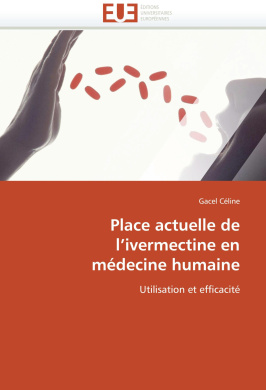 EUE
ÉDITIONS
UNIVERSITAIRES
EUROPÉENNES
Gacel Céline
Place actuelle de
l'ivermectine en
médecine humaine
Utilisation et efficacité